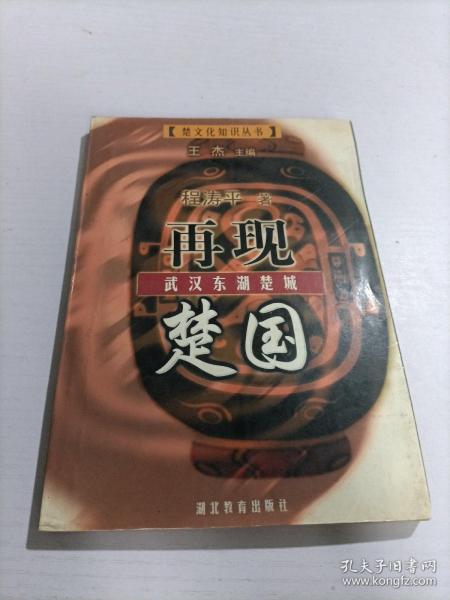 【楚文化知识丛书】
王杰 主编
程涛平 著
再现
武汉东湖楚城
楚国
湖北教育出版社
孔夫子旧书网
www.kongfz.com